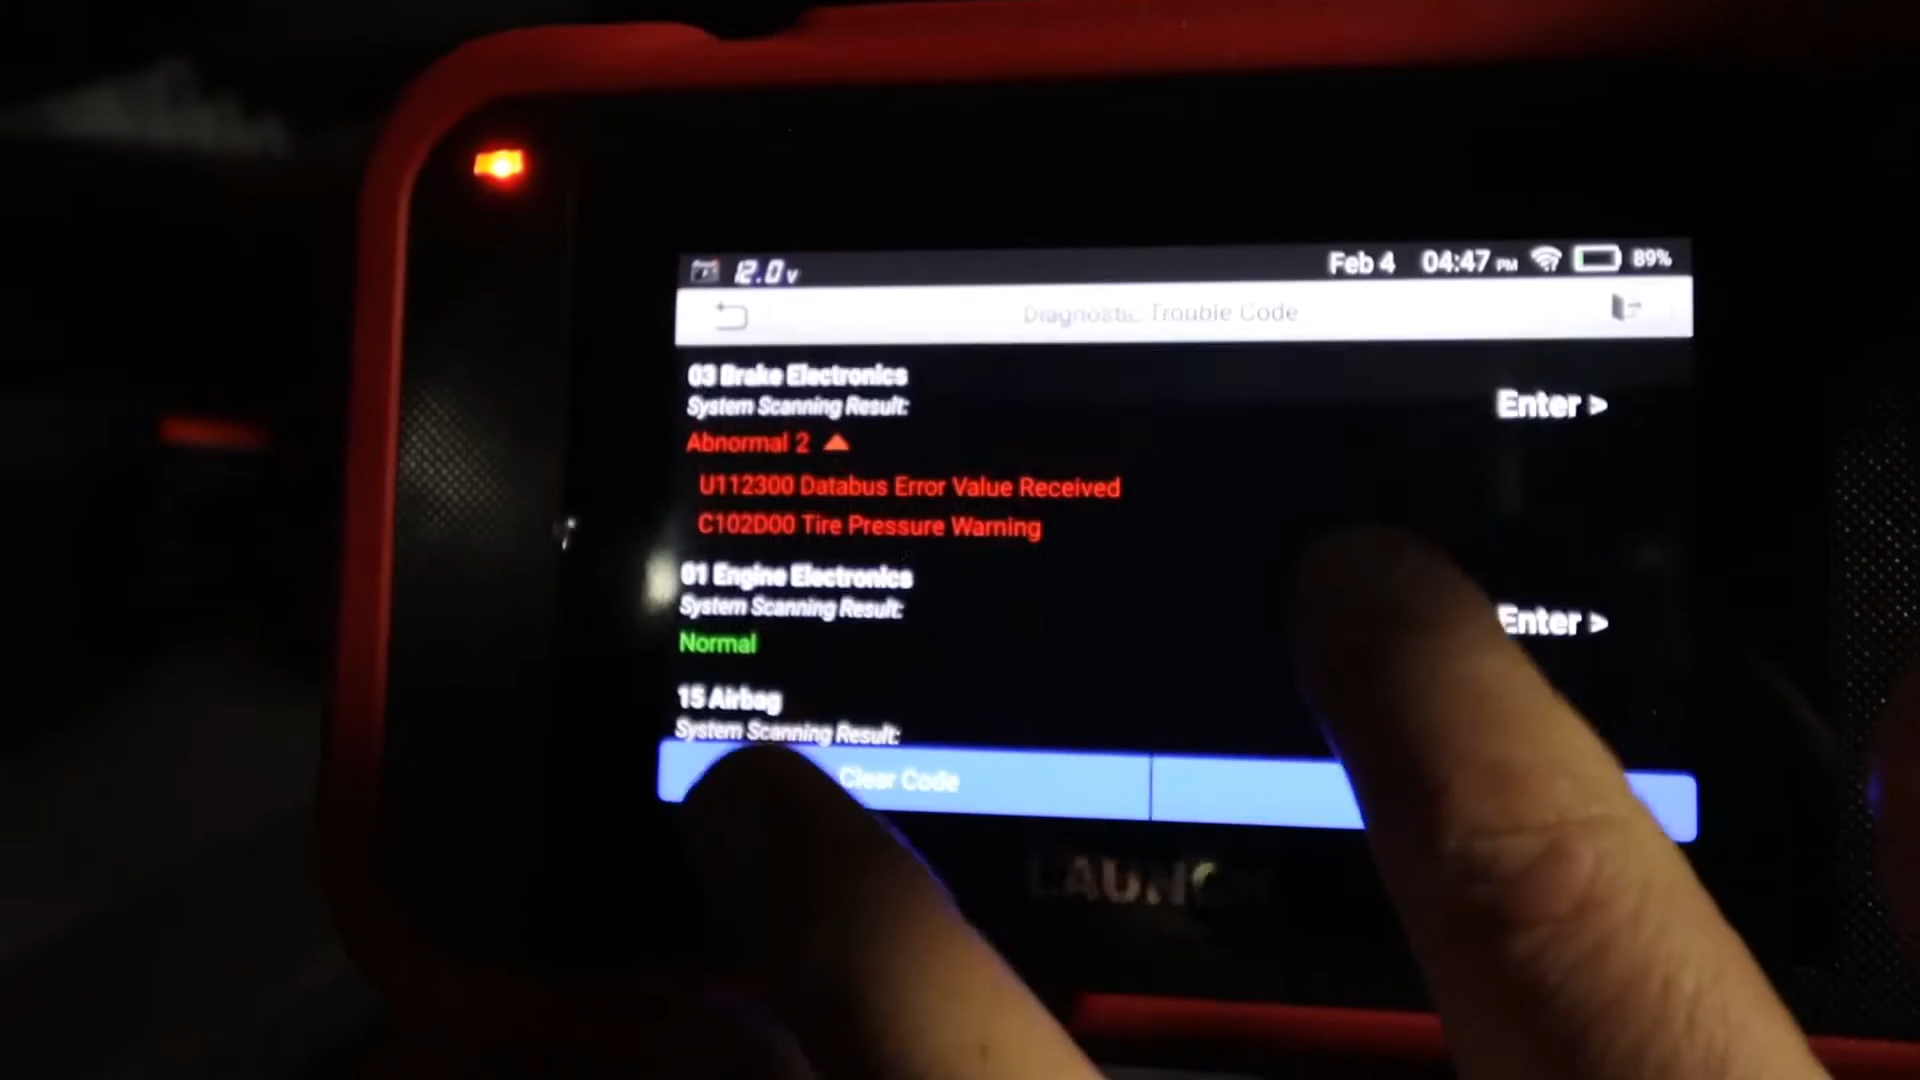 12.0 v Feb 4 04:47 PM 89%
Diagnostic Trouble Code
03 Brake Electronics
System Scanning Result:
Enter >
Abnormal 2
U112300 Databus Error Value Received
C102D00 Tire Pressure Warning
01 Engine Electronics
System Scanning Result:
Enter >
Normal
15 Airbag
System Scanning Result:
Clear Code
LAUNCH